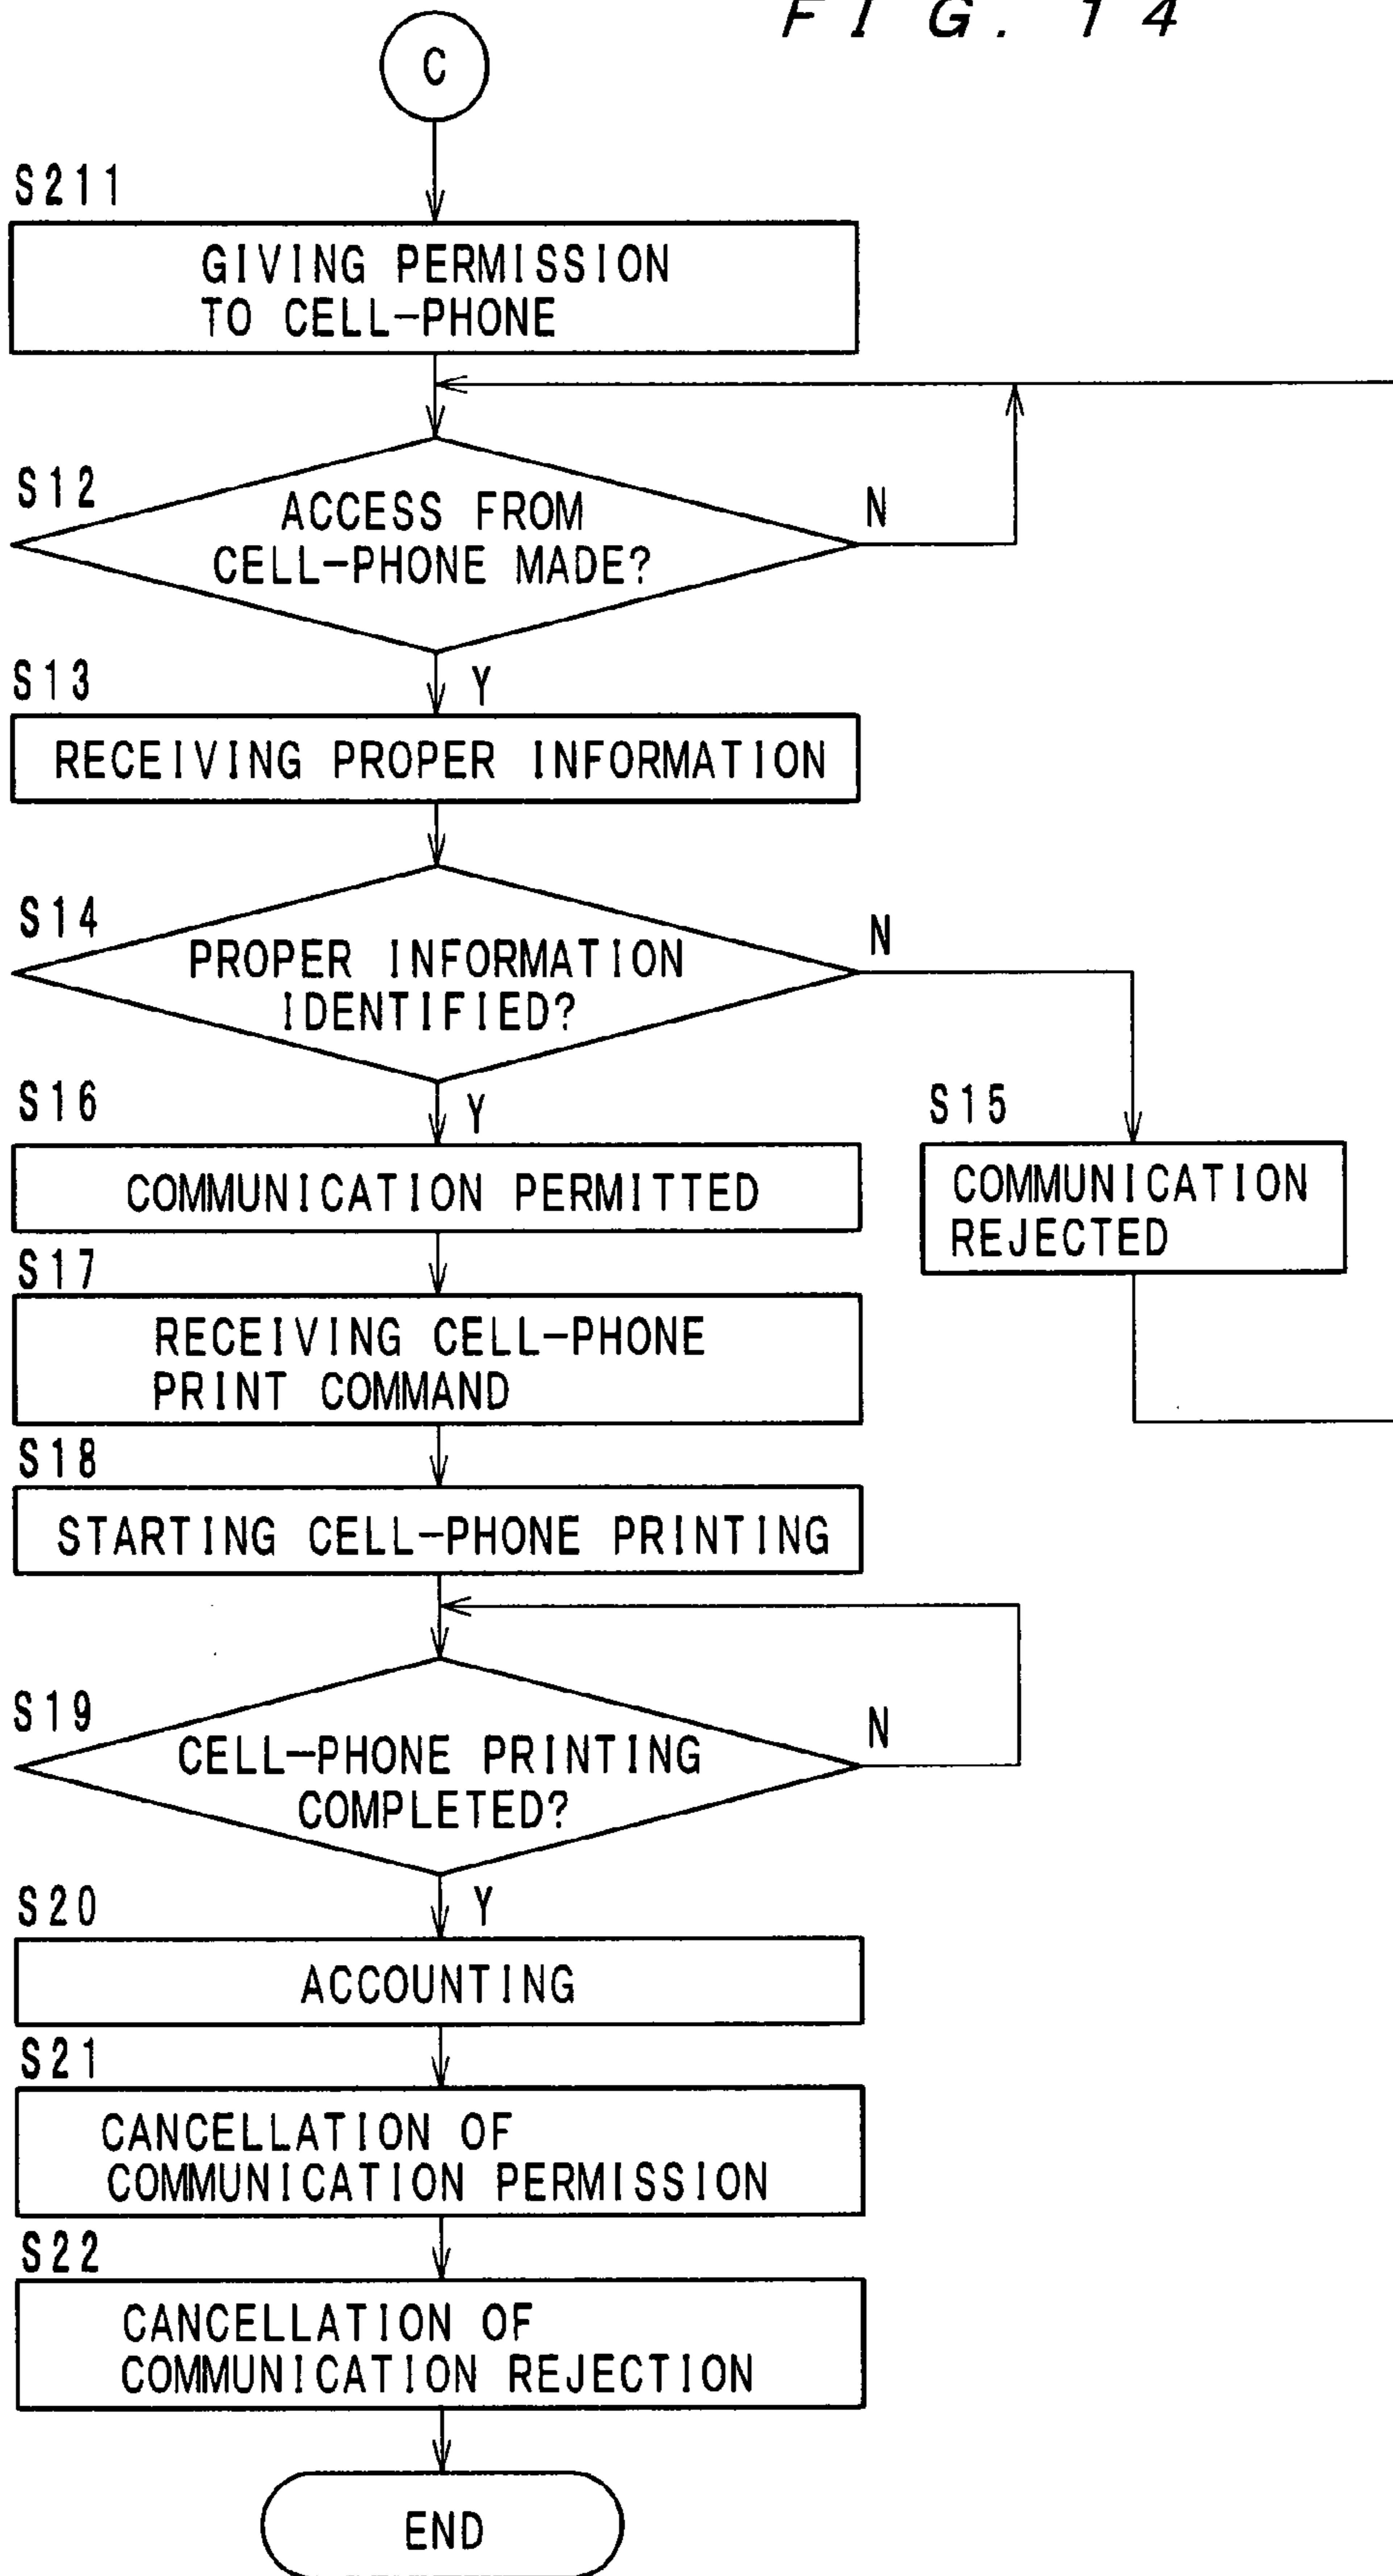 FIG. 14
C
S211
GIVING PERMISSION
TO CELL-PHONE
S12
ACCESS FROM
CELL-PHONE MADE?
N
Y
S13
RECEIVING PROPER INFORMATION
S14
PROPER INFORMATION
IDENTIFIED?
N
Y
S15
COMMUNICATION
REJECTED
S16
COMMUNICATION PERMITTED
S17
RECEIVING CELL-PHONE
PRINT COMMAND
S18
STARTING CELL-PHONE PRINTING
S19
CELL-PHONE PRINTING
COMPLETED?
N
Y
S20
ACCOUNTING
S21
CANCELLATION OF
COMMUNICATION PERMISSION
S22
CANCELLATION OF
COMMUNICATION REJECTION
END